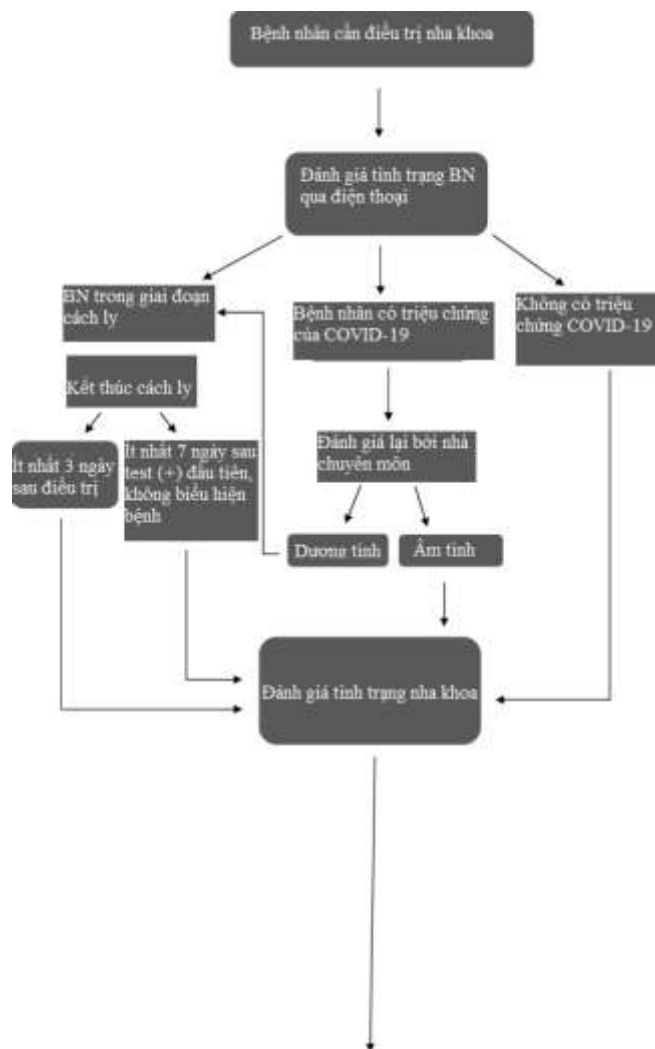 Bệnh nhân cần điều trị nha khoa
Đánh giá tình trạng BN
qua điện thoại
BN trong giai đoạn
cách ly
Bệnh nhân có triệu chứng
của COVID-19
Không có triệu
chứng COVID-19
Kết thúc cách ly
Đánh giá lại bởi nhà
chuyên môn
Ít nhất 3 ngày
sau điều trị
Ít nhất 7 ngày sau
test (+) đầu tiên,
không biểu hiện
bệnh
Dương tính
Âm tính
Đánh giá tình trạng nha khoa